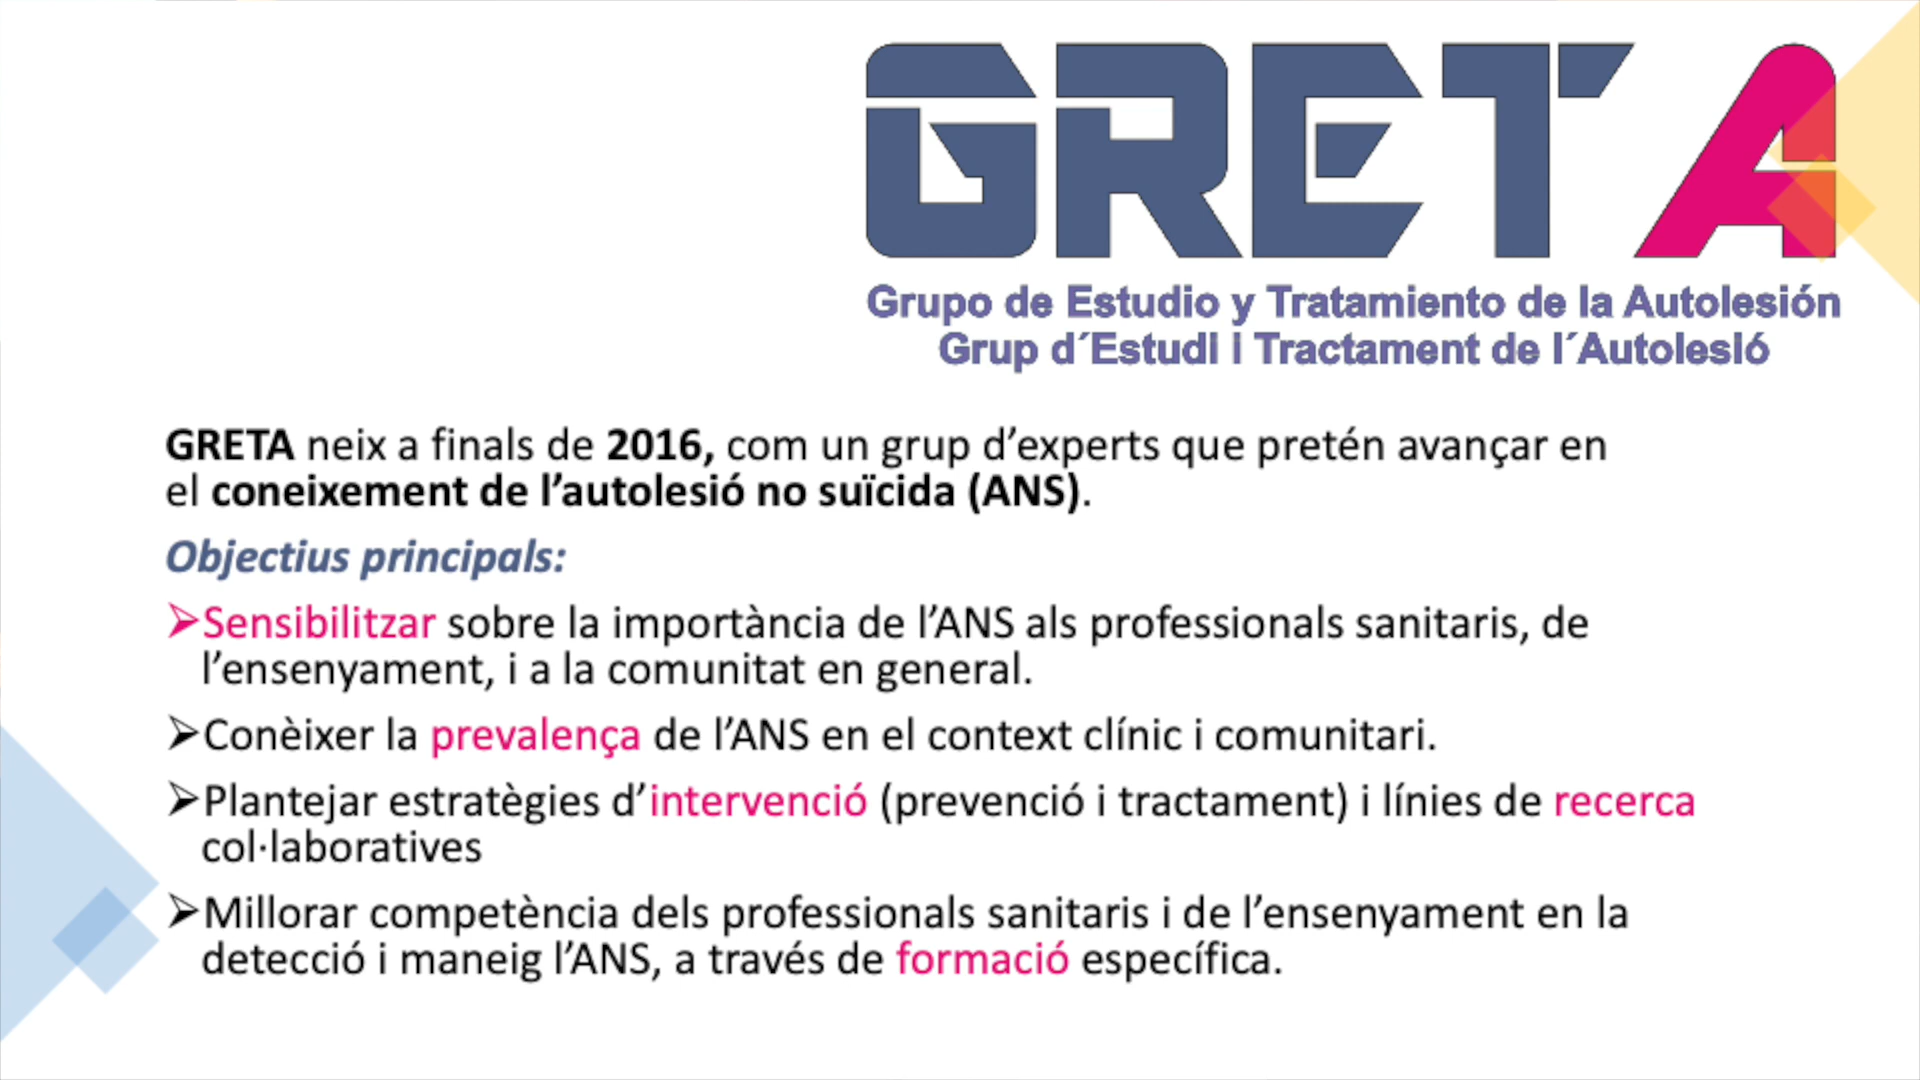 GRETA
Grupo de Estudio y Tratamiento de la Autolesión
Grup d´Estudi i Tractament de l´Autolesió
GRETA neix a finals de 2016, com un grup d’experts que pretén avançar en
el coneixement de l’autolesió no suïcida (ANS).
Objectius principals:
➢Sensibilitzar sobre la importància de l’ANS als professionals sanitaris, de
l’ensenyament, i a la comunitat en general.
➢Conèixer la prevalença de l’ANS en el context clínic i comunitari.
➢Plantejar estratègies d’intervenció (prevenció i tractament) i línies de recerca
col·laboratives
➢Millorar competència dels professionals sanitaris i de l’ensenyament en la
detecció i maneig l’ANS, a través de formació específica.